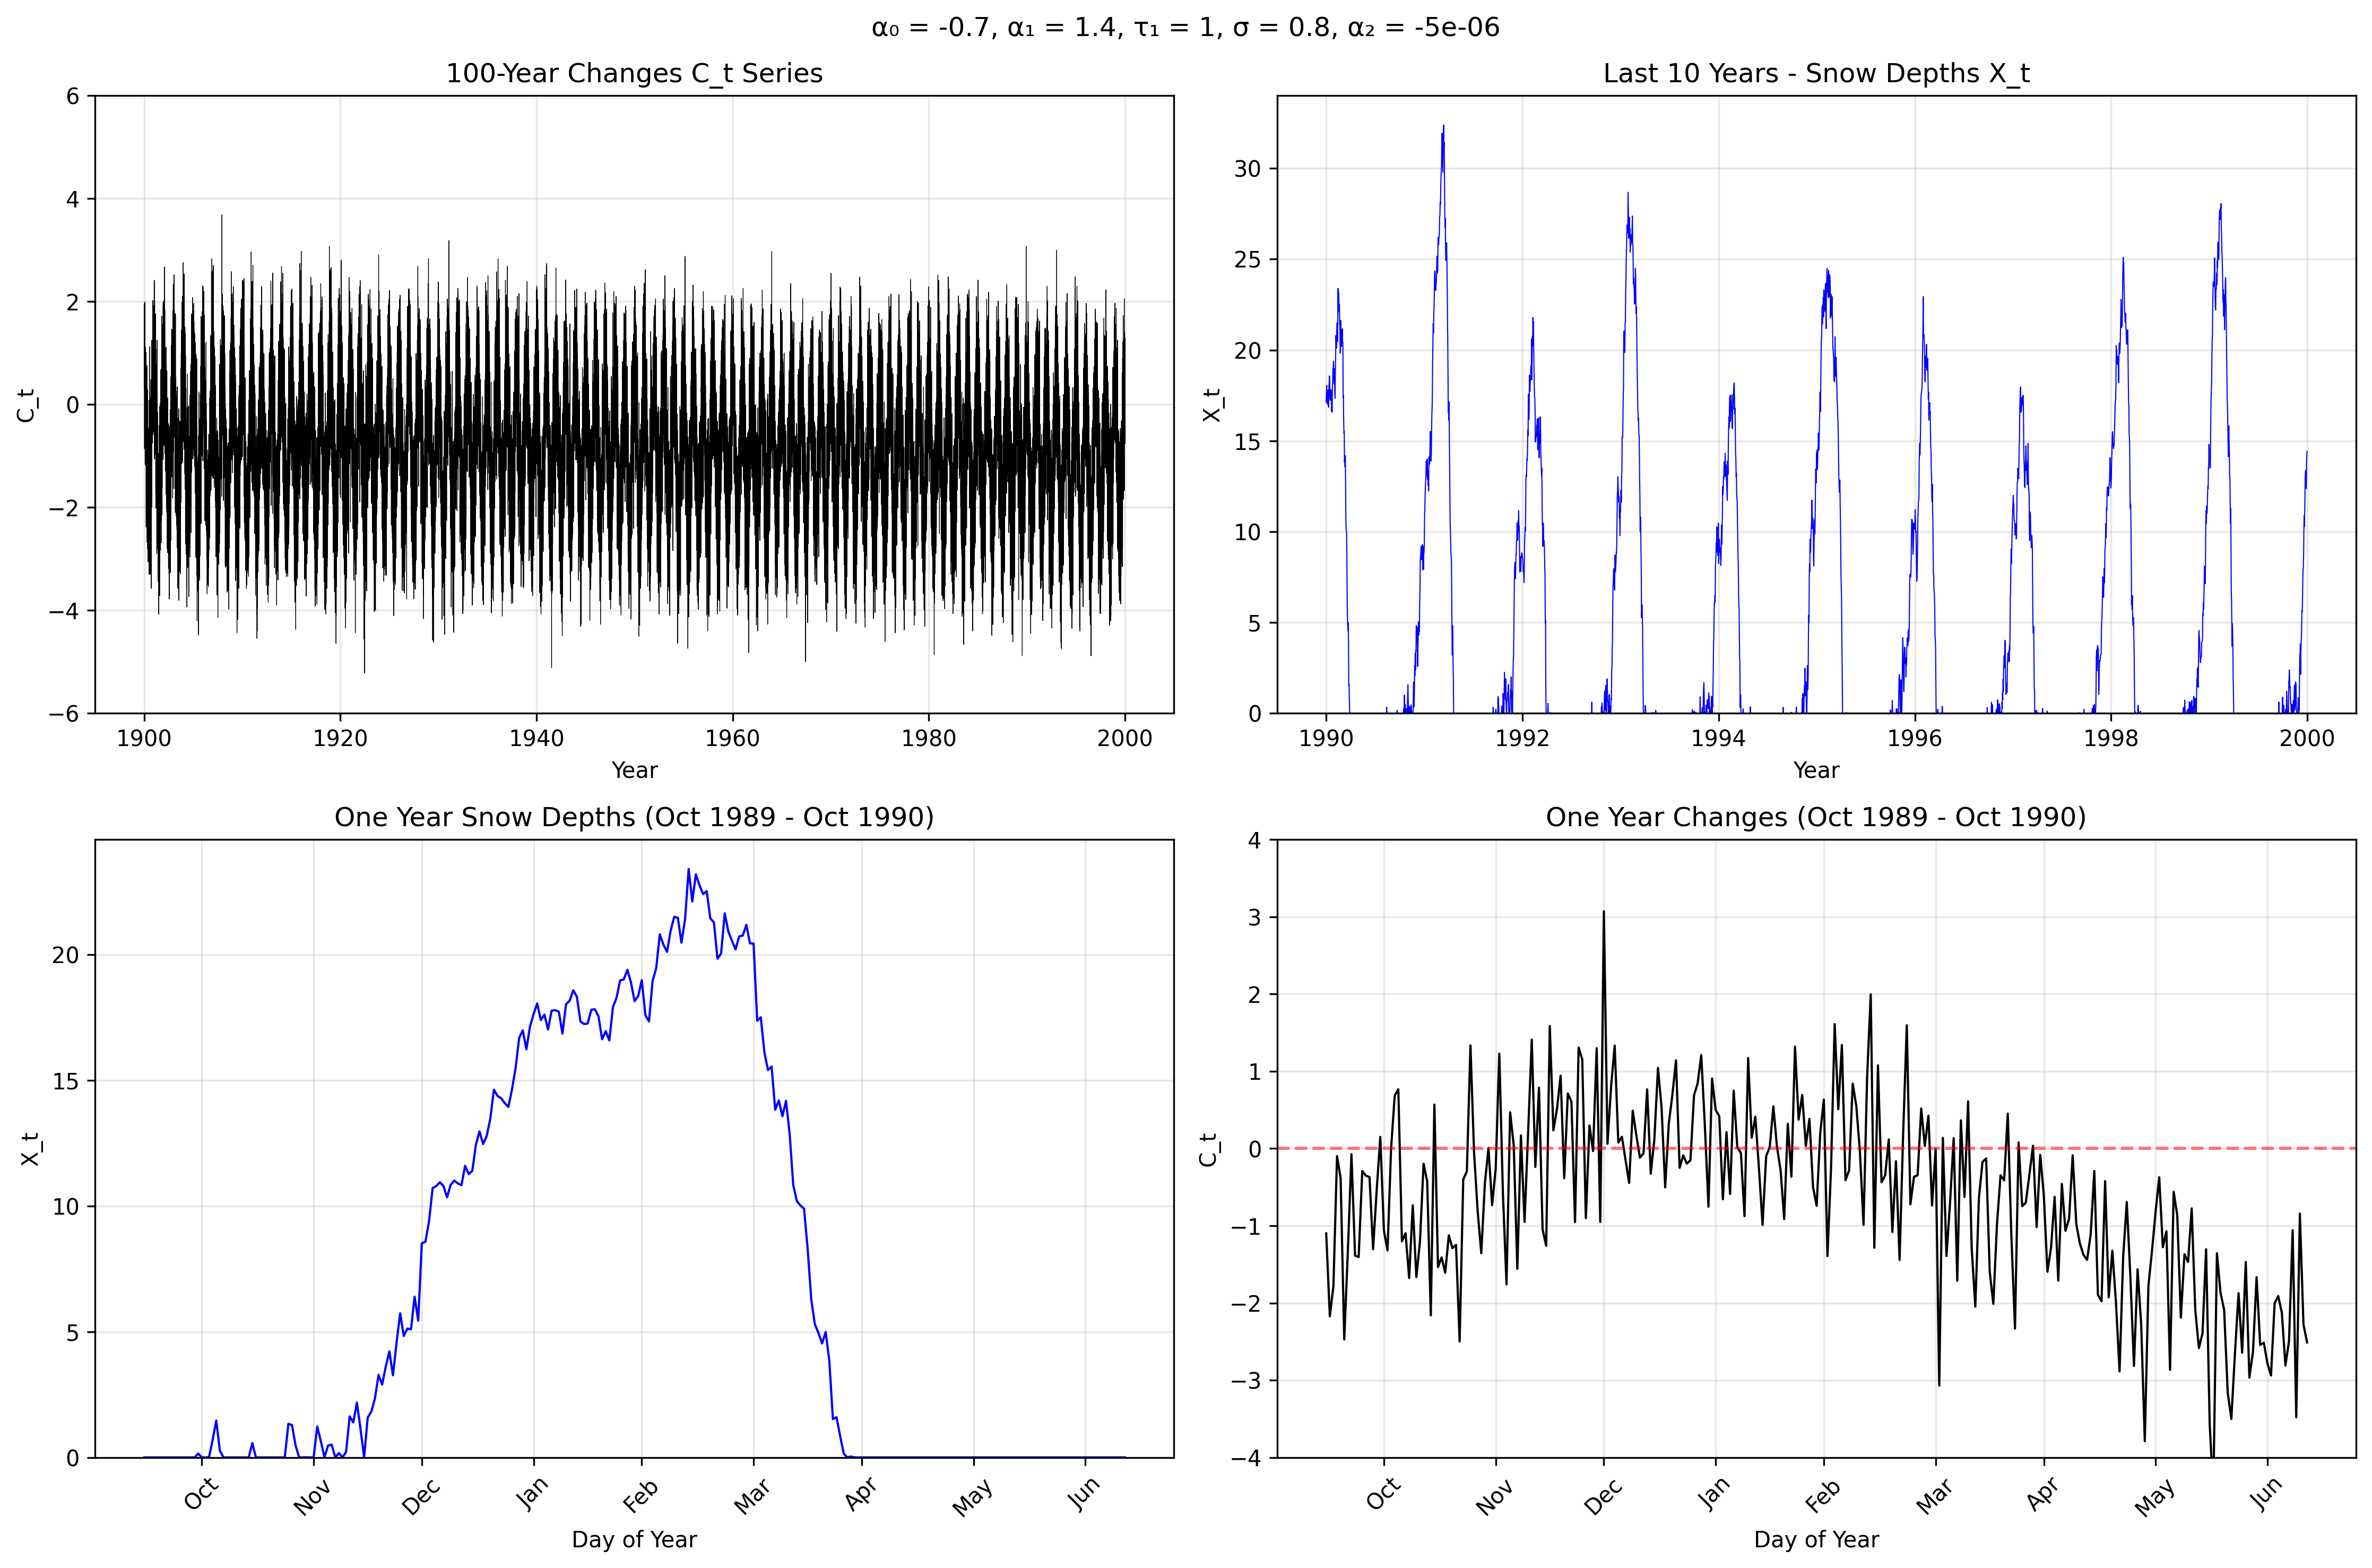 α₀ = -0.7, α₁ = 1.4, τ₁ = 1, σ = 0.8, α₂ = -5e-06
100-Year Changes C_t Series
6
4
2
0
−2
−4
−6
C_t
1900
1920
1940
1960
1980
2000
Year
Last 10 Years - Snow Depths X_t
30
25
20
15
10
5
0
X_t
1990
1992
1994
1996
1998
2000
Year
One Year Snow Depths (Oct 1989 - Oct 1990)
20
15
10
5
0
X_t
Oct
Nov
Dec
Jan
Feb
Mar
Apr
May
Jun
Day of Year
One Year Changes (Oct 1989 - Oct 1990)
4
3
2
1
0
−1
−2
−3
−4
C_t
Oct
Nov
Dec
Jan
Feb
Mar
Apr
May
Jun
Day of Year